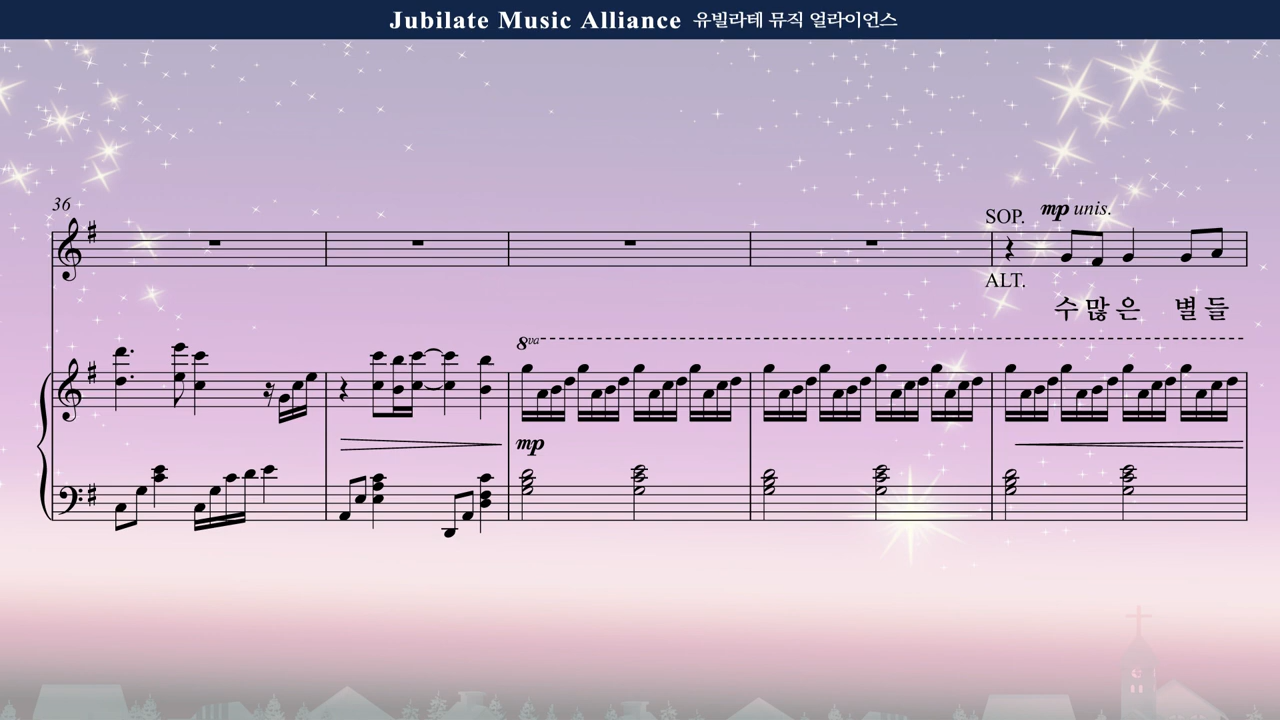 Jubilate Music Alliance 유빌라테 뮤직 얼라이언스
36
SOP. mp unis.
ALT.
수 많 은 별 들
8va
mp